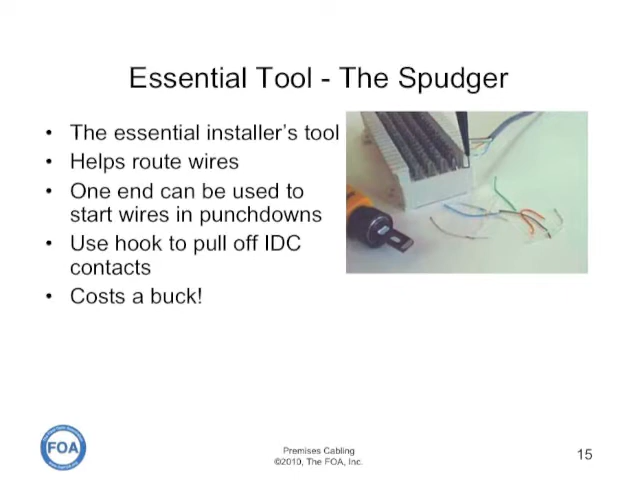 Essential Tool - The Spudger
• The essential installer's tool
• Helps route wires
• One end can be used to
start wires in punchdowns
• Use hook to pull off IDC
contacts
• Costs a buck!
FOA
Premises Cabling
©2010, The FOA, Inc.
15